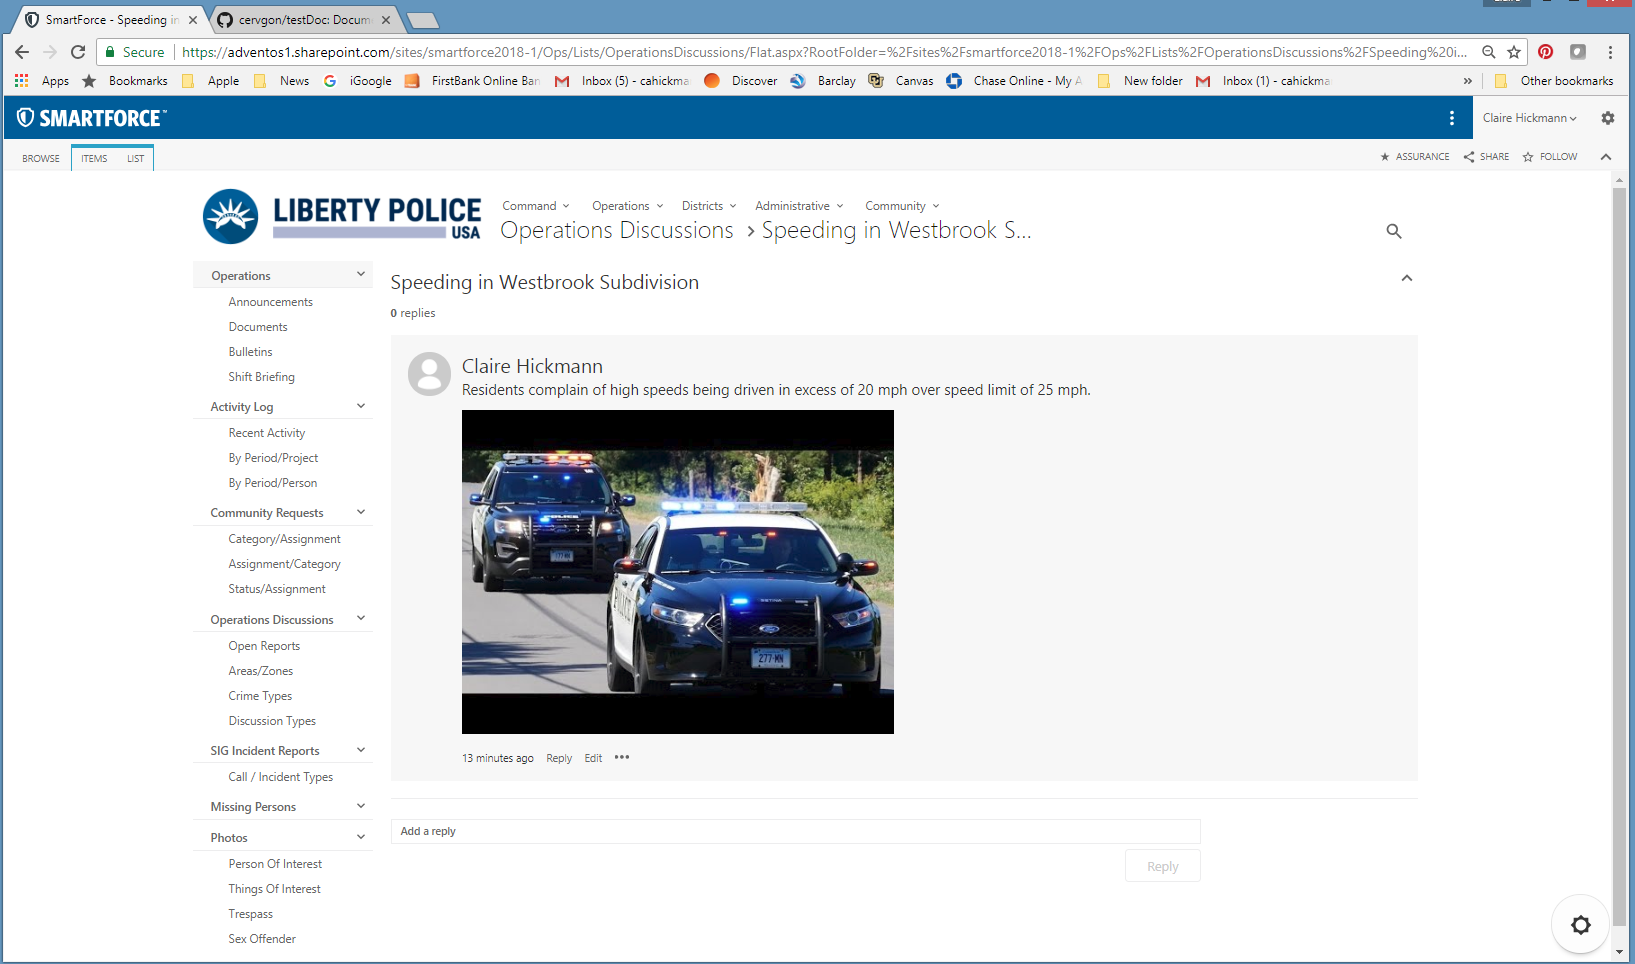 SmartForce - Speeding in
cervgon/testDoc: Docum
Secure https://adventos1.sharepoint.com/sites/smartforce2018-1/Ops/Lists/OperationsDiscussions/Flat.aspx?RootFolder=%2Fsites%2Fsmartforce2018-1%2FOps%2FLists%2FOperationsDiscussions%2FSpeeding%20i...
Apps Bookmarks Apple News iGoogle FirstBank Online Ban Inbox (5) - cahickma Discover Barclay Canvas Chase Online - My A New folder Inbox (1) - cahickma » Other bookmarks
SMARTFORCE™
Claire Hickmann
BROWSE ITEMS LIST
ASSURANCE SHARE FOLLOW
LIBERTY POLICE
USA
Command Operations Districts Administrative Community
Operations Discussions > Speeding in Westbrook S...
Operations
Announcements
Documents
Bulletins
Shift Briefing
Activity Log
Recent Activity
By Period/Project
By Period/Person
Community Requests
Category/Assignment
Assignment/Category
Status/Assignment
Operations Discussions
Open Reports
Areas/Zones
Crime Types
Discussion Types
SIG Incident Reports
Call / Incident Types
Missing Persons
Photos
Person Of Interest
Things Of Interest
Trespass
Sex Offender
Speeding in Westbrook Subdivision
0 replies
Claire Hickmann
Residents complain of high speeds being driven in excess of 20 mph over speed limit of 25 mph.
POLICE
277-MN
13 minutes ago Reply Edit •••
Add a reply
Reply